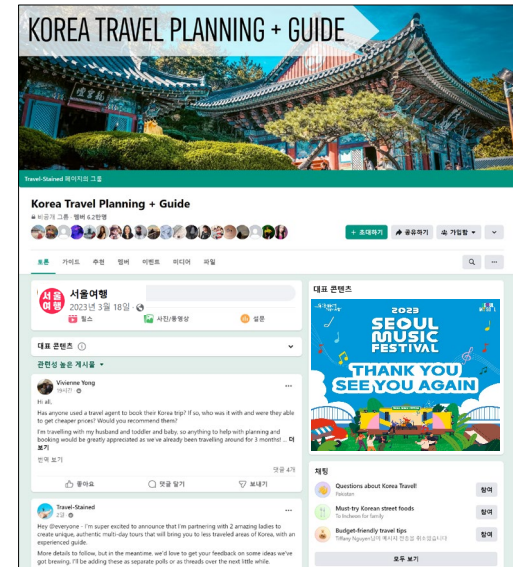 KOREA TRAVEL PLANNING + GUIDE
Travel-Stained 페이지의 그룹
Korea Travel Planning + Guide
비공개 그룹 · 멤버 6.2만명
+ 초대하기
공유하기
가입함
토론 가이드 추천 멤버 이벤트 미디어 파일
서울여행
서울여행
2023년 3월 18일
릴스
사진/동영상
설문
대표 콘텐츠
관련성 높은 게시물
Vivienne Yong
19시간
Hi all,
Has anyone used a travel agent to book their Korea trip? If so, who was it with and were they able
to get cheaper prices? Would you recommend them?
I'm travelling with my husband and toddler and baby, so anything to help with planning and
booking would be greatly appreciated as we've already been travelling around for 3 months! ... 더
보기
번역 보기
댓글 4개
좋아요
댓글 달기
보내기
Travel-Stained
2일
Hey @everyone - I'm super excited to announce that I'm partnering with 2 amazing ladies to
create unique, authentic multi-day tours that will bring you to less traveled areas of Korea, with an
experienced guide.
More details to follow, but in the meantime, we'd love to get your feedback on some ideas we've
got brewing. I'll be adding these as separate polls or as threads over the next little while.
대표 콘텐츠
2023
SEOUL
MUSIC
FESTIVAL
THANK YOU
SEE YOU AGAIN
채팅
Questions about Korea Travel!
Pakistan
참여
Must-try Korean street foods
참여
Budget-friendly travel tips
참여
모두 보기